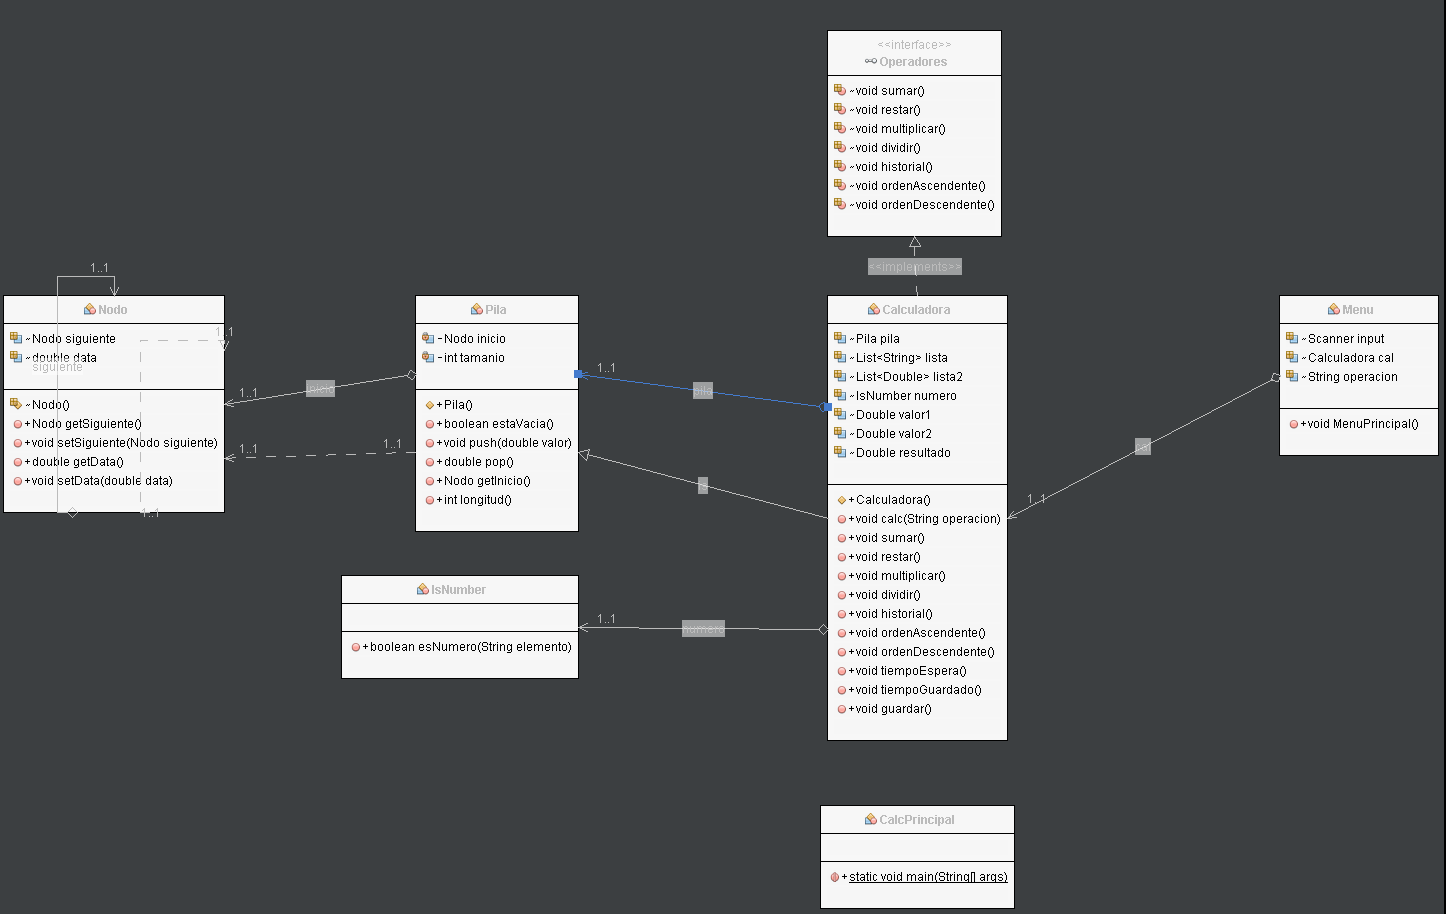 <<interface>>
Operadores
~void sumar()
~void restar()
~void multiplicar()
~void dividir()
~void historial()
~void ordenAscendente()
~void ordenDescendente()
<<implements>>
1..1
Nodo
~Nodo siguiente
~double data
siguiente
1..1
~Nodo()
+Nodo getSiguiente()
+void setSiguiente(Nodo siguiente)
+double getData()
+void setData(double data)
1..1
1..1
inicio
1..1
1..1
Pila
-Nodo inicio
-int tamanio
+Pila()
+boolean estaVacia()
+void push(double valor)
+double pop()
+Nodo getInicio()
+int longitud()
1..1
pila
Calculadora
~Pila pila
~List<String> lista
~List<Double> lista2
~IsNumber numero
~Double valor1
~Double valor2
~Double resultado
+Calculadora()
+void calc(String operacion)
+void sumar()
+void restar()
+void multiplicar()
+void dividir()
+void historial()
+void ordenAscendente()
+void ordenDescendente()
+void tiempoEspera()
+void tiempoGuardado()
+void guardar()
1..1
Menu
~Scanner input
~Calculadora cal
~String operacion
+void MenuPrincipal()
IsNumber
+boolean esNumero(String elemento)
1..1
numero
CalcPrincipal
+static void main(String[] args)